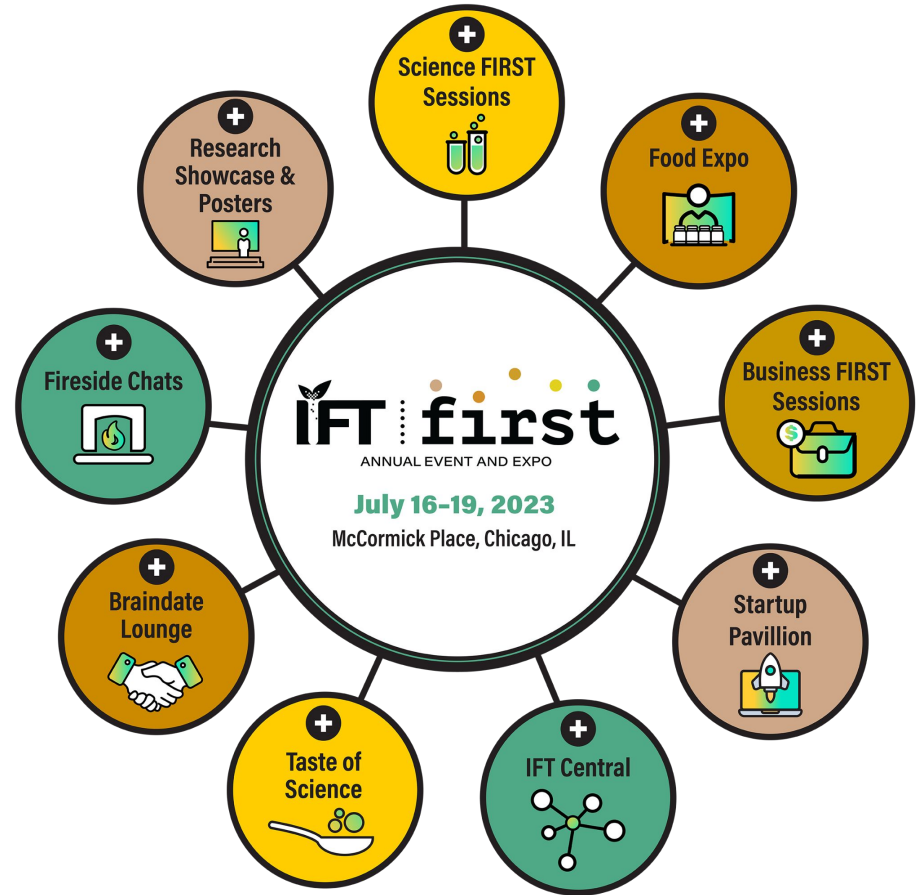 Science FIRST
Sessions
Food Expo
Business FIRST
Sessions
$
Startup
Pavillion
IFT Central
Taste of
Science
Braindate
Lounge
Fireside Chats
Research
Showcase &
Posters
IFT first
ANNUAL EVENT AND EXPO
July 16-19, 2023
McCormick Place, Chicago, IL